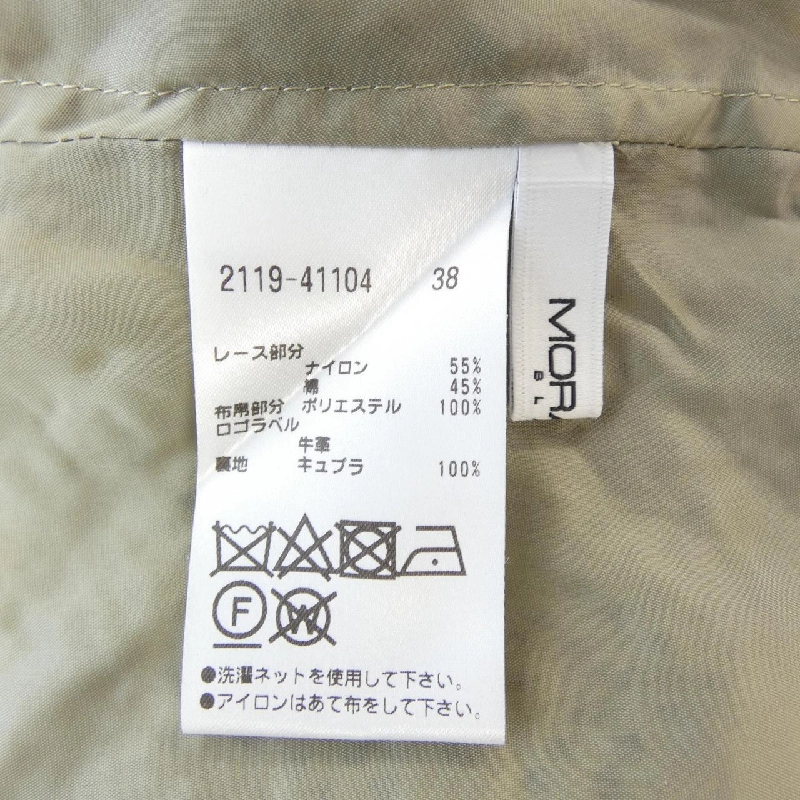 2119-41104 38
レース部分
ナイロン 55%
綿 45%
布帛部分 ポリエステル 100%
ロゴラベル
牛革
裏地 キュプラ 100%
F W
●洗濯ネットを使用して下さい。
●アイロンはあて布をして下さい。
MOR
BL